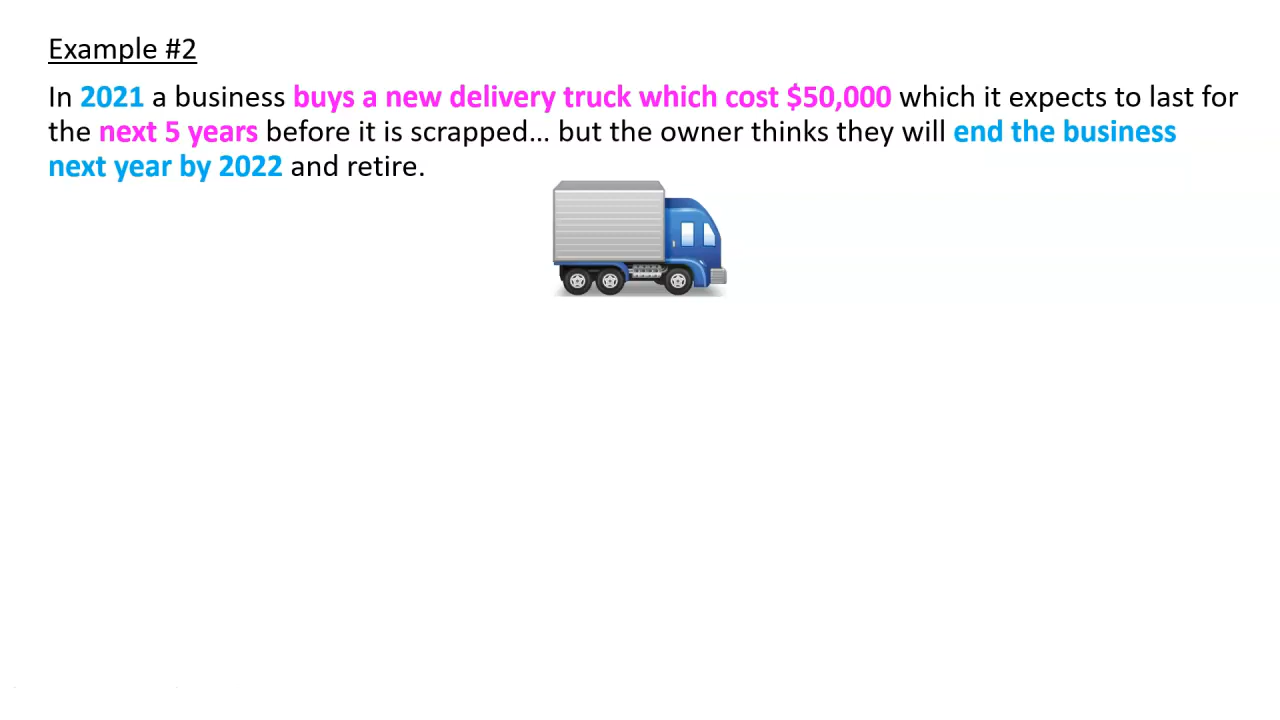 Example #2
In 2021 a business buys a new delivery truck which cost $50,000 which it expects to last for
the next 5 years before it is scrapped... but the owner thinks they will end the business
next year by 2022 and retire.